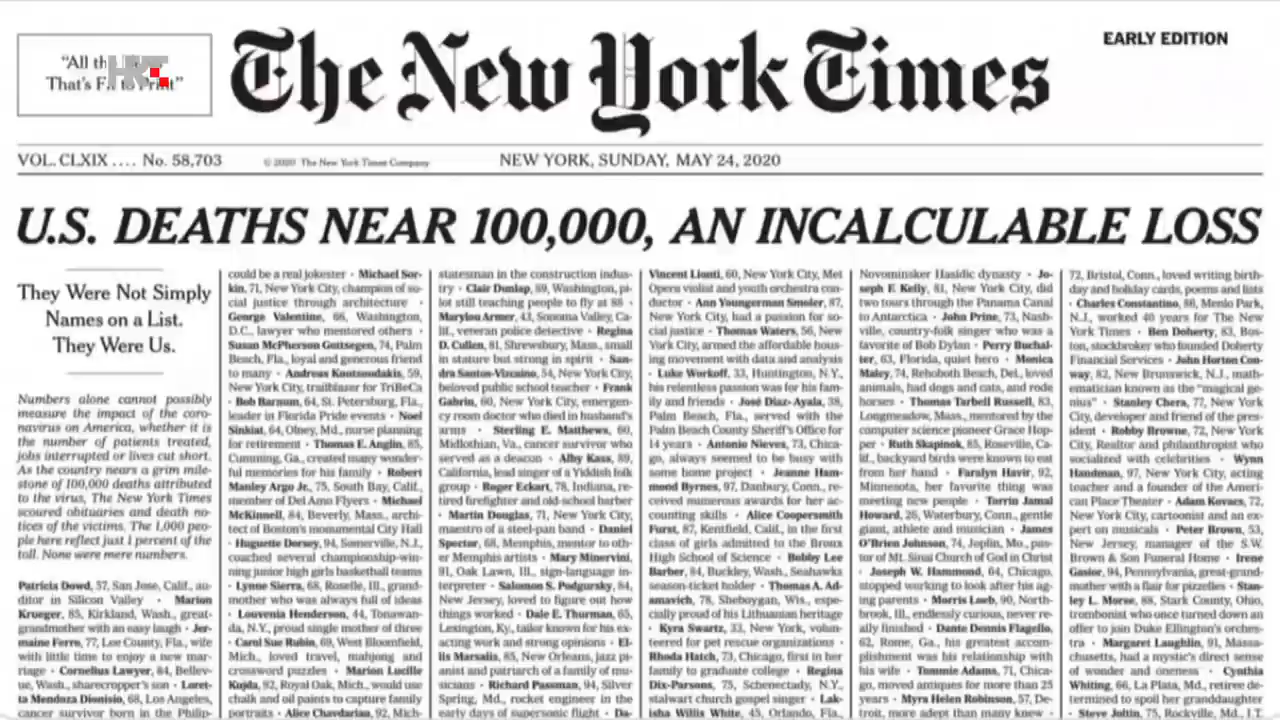 “All
That's to
HRT
The New York Times
EARLY EDITION
VOL. CLXIX .... No. 58,703
© 2020 The New York Times Company
NEW YORK, SUNDAY, MAY 24, 2020
U.S. DEATHS NEAR 100,000, AN INCALCULABLE LOSS
They Were Not Simply
Names on a List.
They Were Us.
Numbers alone cannot possibly
measure the impact of the coro-
navirus on America, whether it is
the number of patients treated,
jobs interrupted or lives cut short.
As the country nears a grim mile-
stone of 100,000 deaths attributed
to the virus, The New York Times
scoured obituaries and death no-
tices of the victims. The 1,000 peo-
ple here reflect just 1 percent of the
toll. None were mere numbers.
Patricia Dowd, 57, San Jose, Calif., au-
ditor in Silicon Valley · Marion
Krueger, 85, Kirkland, Wash., great-
grandmother with an easy laugh · Jer-
maine Ferro, 77, Lee County, Fla., wife
with little time to enjoy a new mar-
riage · Cornelius Lawyer, 84, Bellev-
ue, Wash., sharecropper's son · Loret-
ta Mendoza Dionisio, 68, Los Angeles,
cancer survivor born in the Philip-
could be a real jokester · Michael Sor-
kin, 71, New York City, champion of so-
cial justice through architecture ·
George Valentine, 66, Washington,
D.C., lawyer who mentored others ·
Susan McPherson Gottsegen, 74, Palm
Beach, Fla., loyal and generous friend
to many · Andreas Koutsoudakis, 59,
New York City, trailblazer for TriBeCa
· Bob Barnum, 64, St. Petersburg, Fla.,
leader in Florida Pride events · Noel
Sinkiat, 64, Olney, Md., nurse planning
for retirement · Thomas E. Anglin, 85,
Cumming, Ga., created many wonder-
ful memories for his family · Robert
Manley Argo Jr., 75, South Bay, Calif.,
member of Del Amo Flyers · Michael
McKinnell, 84, Beverly, Mass., archi-
tect of Boston's monumental City Hall
· Huguette Dorsey, 94, Somerville, N.J.,
coached several championship-win-
ning junior high girls basketball teams
· Lynne Sierra, 68, Roselle, Ill., grand-
mother who was always full of ideas
· Louvenia Henderson, 44, Tonawan-
da, N.Y., proud single mother of three
· Carol Sue Rubin, 69, West Bloomfield,
Mich., loved travel, mahjong and
crossword puzzles · Marion Lucille
Kujda, 92, Royal Oak, Mich., would use
chalk and oil paints to capture family
portraits · Alice Chavdarian, 92, Mich-
statesman in the construction indus-
try · Clair Dunlap, 89, Washington, pi-
lot still teaching people to fly at 88 ·
Marylou Armer, 43, Sonoma Valley, Ca-
lif., veteran police detective · Regina
D. Cullen, 81, Shrewsbury, Mass., small
in stature but strong in spirit · San-
dra Santos-Vizcaino, 54, New York City,
beloved public school teacher · Frank
Gabrin, 60, New York City, emergen-
cy room doctor who died in husband's
arms · Sterling E. Matthews, 60,
Midlothian, Va., cancer survivor who
served as a deacon · Alby Kass, 89,
California, lead singer of a Yiddish folk
group · Roger Eckart, 78, Indiana, re-
tired firefighter and old-school barber
· Martin Douglas, 71, New York City,
maestro of a steel-pan band · Daniel
Spector, 68, Memphis, mentor to oth-
er Memphis artists · Mary Minervini,
91, Oak Lawn, Ill., sign-language in-
terpreter · Salomon S. Podgursky, 84,
New Jersey, loved to figure out how
things worked · Dale E. Thurman, 65,
Lexington, Ky., tailor known for his ex-
acting work and strong opinions · El-
lis Marsalis, 85, New Orleans, jazz pi-
anist and patriarch of a family of mu-
sicians · Richard Passman, 94, Silver
Spring, Md., rocket engineer in the
early days of supersonic flight · Da-
Vincent Lionti, 60, New York City, Met
Opera violist and youth orchestra con-
ductor · Ann Youngerman Smoler, 87,
New York City, had a passion for so-
cial justice · Thomas Waters, 56, New
York City, armed the affordable hous-
ing movement with data and analysis
· Luke Workoff, 33, Huntington, N.Y.,
his relentless passion was for his fam-
ily and friends · José Díaz-Ayala, 38,
Palm Beach, Fla., served with the
Palm Beach County Sheriff's Office for
14 years · Antonio Nieves, 73, Chica-
go, always seemed to be busy with
some home project · Jeanne Ham-
mond Byrnes, 97, Danbury, Conn., re-
ceived numerous awards for her ac-
counting skills · Alice Coopersmith
Furst, 87, Kentfield, Calif., in the first
class of girls admitted to the Bronx
High School of Science · Bobby Lee
Barber, 84, Buckley, Wash., Seahawks
season-ticket holder · Thomas A. Ad-
amavich, 78, Sheboygan, Wis., espe-
cially proud of his Lithuanian heritage
· Kyra Swartz, 33, New York, volun-
teered for pet rescue organizations ·
Rhoda Hatch, 73, Chicago, first in her
family to graduate college · Regina
Dix-Parsons, 75, Schenectady, N.Y.,
stalwart church gospel singer · Lak-
isha Willis White, 45, Orlando, Fla.,
Novominsker Hasidic dynasty · Jo-
seph F. Kelly, 81, New York City, did
two tours through the Panama Canal
to Antarctica · John Prine, 73, Nash-
ville, country-folk singer who was a
favorite of Bob Dylan · Perry Buchal-
ter, 63, Florida, quiet hero · Monica
Maley, 74, Rehoboth Beach, Del., loved
animals, had dogs and cats, and rode
horses · Thomas Tarbell Russell, 83,
Longmeadow, Mass., mentored by the
computer science pioneer Grace Hop-
per · Ruth Skapinok, 85, Roseville, Ca-
lif., backyard birds were known to eat
from her hand · Faralyn Havir, 92,
Minnesota, her favorite thing was
meeting new people · Torrin Jamal
Howard, 26, Waterbury, Conn., gentle
giant, athlete and musician · James
O'Brien Johnson, 74, Joplin, Mo., pas-
tor of Mt. Sinai Church of God in Christ
· Joseph W. Hammond, 64, Chicago,
stopped working to look after his ag-
ing parents · Morris Loeb, 90, North-
brook, Ill., endlessly curious, never re-
ally finished · Dante Dennis Flagello,
62, Rome, Ga., his greatest accom-
plishment was his relationship with
his wife · Tommie Adams, 71, Chica-
go, moved antiques for more than 25
years · Myra Helen Robinson, 57, De-
troit, more adept than many knew ·
72, Bristol, Conn., loved writing birth-
day and holiday cards, poems and lists
· Charles Constantino, 86, Menlo Park,
N.J., worked 40 years for The New
York Times · Ben Doherty, 83, Bos-
ton, stockbroker who founded Doherty
Financial Services · John Horton Con-
way, 82, New Brunswick, N.J., math-
ematician known as the “magical ge-
nius” · Stanley Chera, 77, New York
City, developer and friend of the pres-
ident · Robby Browne, 72, New York
City, Realtor and philanthropist who
socialized with celebrities · Wynn
Handman, 97, New York City, acting
teacher and a founder of the Ameri-
can Place Theater · Adam Kovacs, 72,
New York City, cartoonist and an ex-
pert on musicals · Peter Brown, 53,
New Jersey, manager of the S.W.
Brown & Son Funeral Home · Irene
Gasior, 94, Pennsylvania, great-grand-
mother with a flair for pizzelles · Stan-
ley L. Morse, 88, Stark County, Ohio,
trombonist who once turned down an
offer to join Duke Ellington's orches-
tra · Margaret Laughlin, 91, Massa-
chusetts, had a mystic's direct sense
of wonder and oneness · Cynthia
Whiting, 66, La Plata, Md., retiree de-
termined to spoil her granddaughter ·
Steve Joltin, 75, Rockville, Md., I.T.